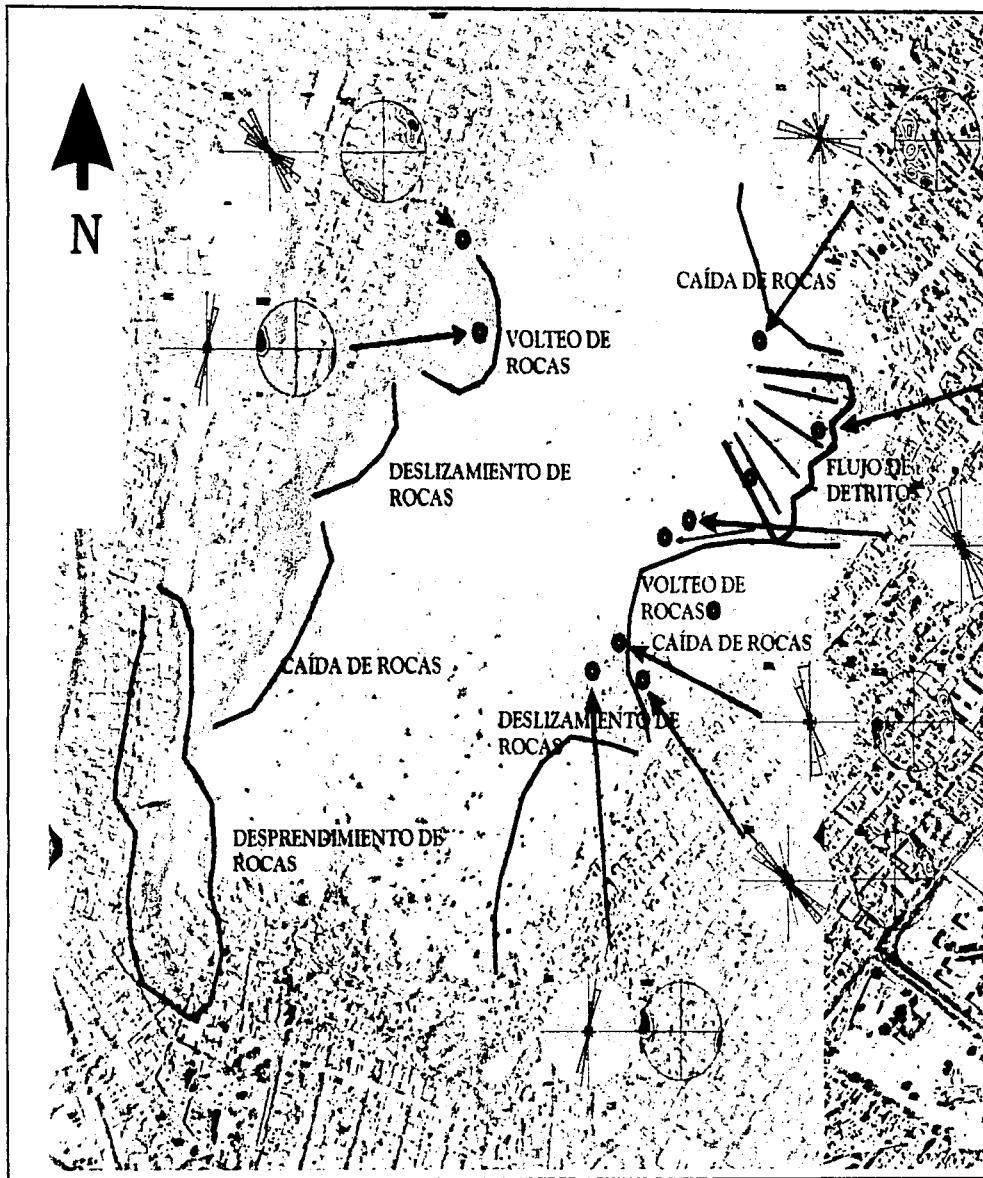 N
CAÍDA DE ROCAS
VOLTEO DE
ROCAS
DESLIZAMIENTO DE
ROCAS
FLUJO DE
DETRITOS
VOLTEO DE
ROCAS
CAÍDA DE ROCAS
CAÍDA DE ROCAS
DESLIZAMIENTO DE
ROCAS
DESPRENDIMIENTO DE
ROCAS